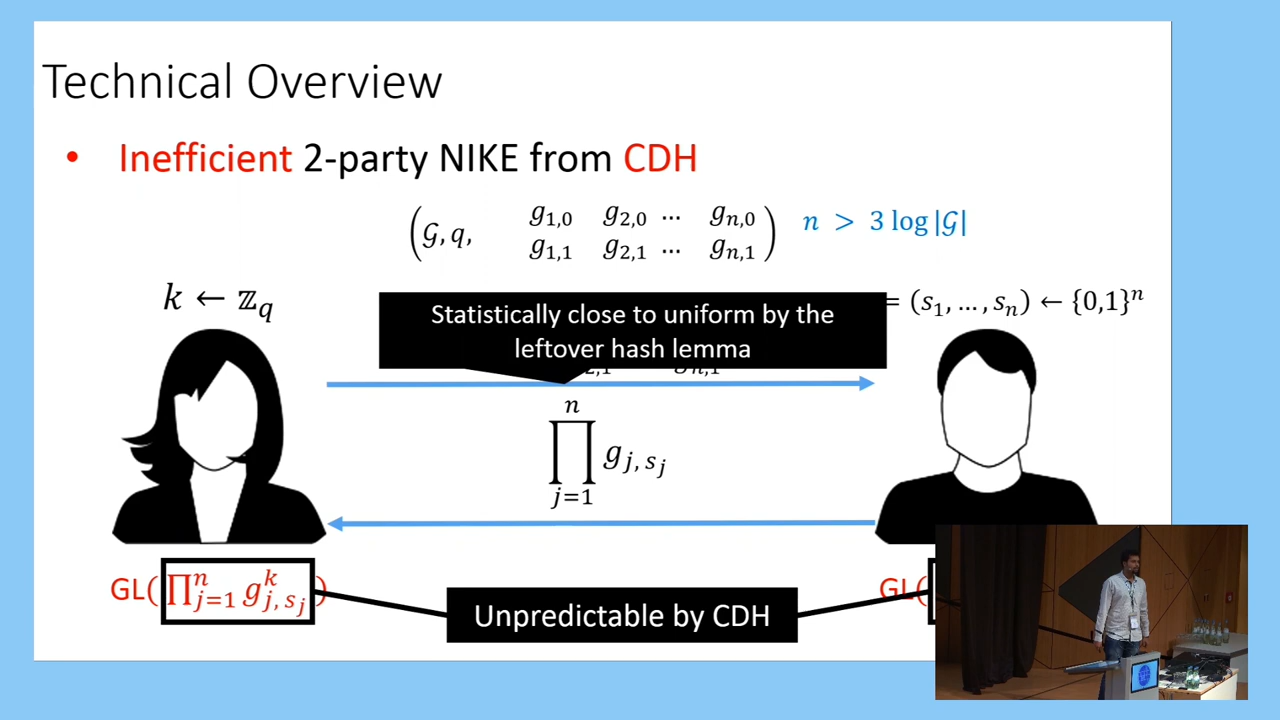 Technical Overview
• Inefficient 2-party NIKE from CDH
(𝒢, q, g_{1,0} g_{2,0} ⋯ g_{n,0}
g_{1,1} g_{2,1} ⋯ g_{n,1}) n > 3 log|𝒢|
k ← ℤ_q
= (s_1, …, s_n) ← {0,1}^n
Statistically close to uniform by the
leftover hash lemma
n
∏ g_{j, s_j}
j=1
GL( ∏_{j=1}^n g_{j, s_j}^k )
GL(
Unpredictable by CDH